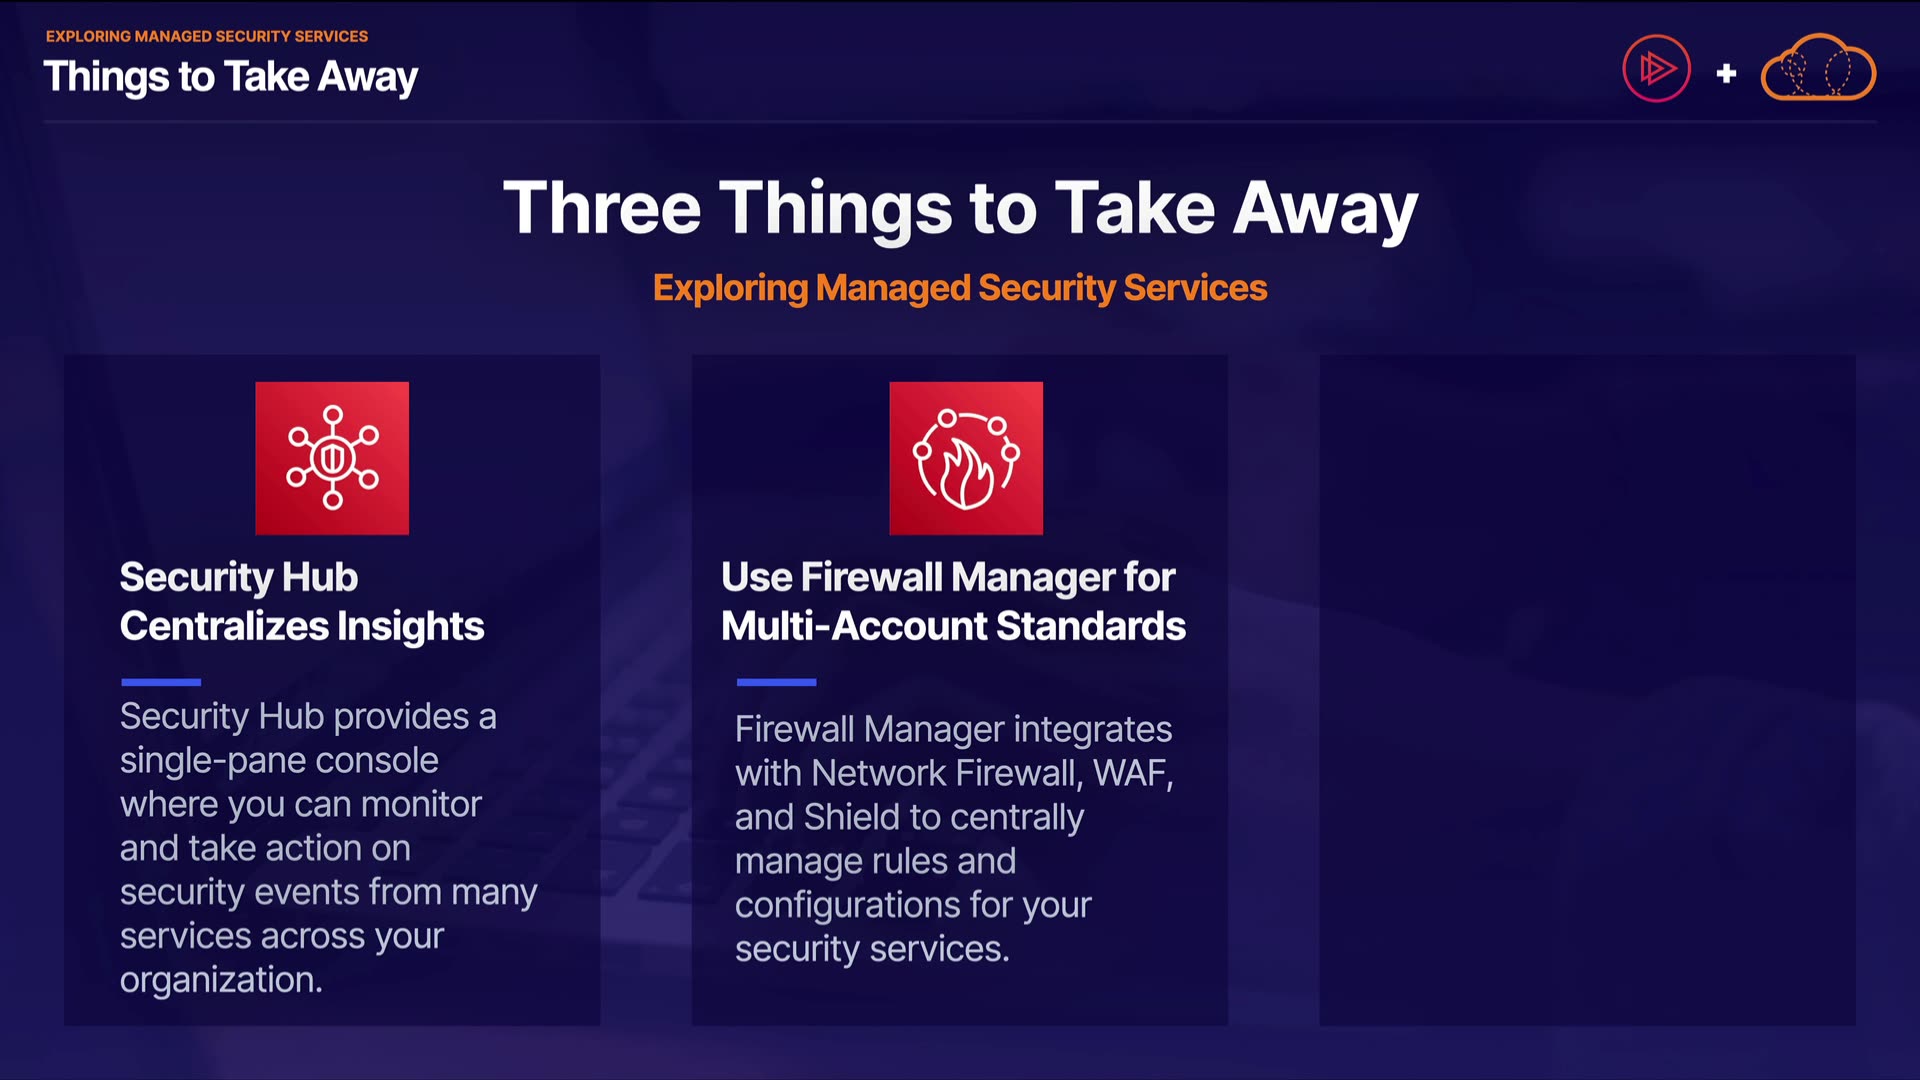 EXPLORING MANAGED SECURITY SERVICES
Things to Take Away
Three Things to Take Away
Exploring Managed Security Services
Security Hub
Centralizes Insights
Security Hub provides a
single-pane console
where you can monitor
and take action on
security events from many
services across your
organization.
Use Firewall Manager for
Multi-Account Standards
Firewall Manager integrates
with Network Firewall, WAF,
and Shield to centrally
manage rules and
configurations for your
security services.